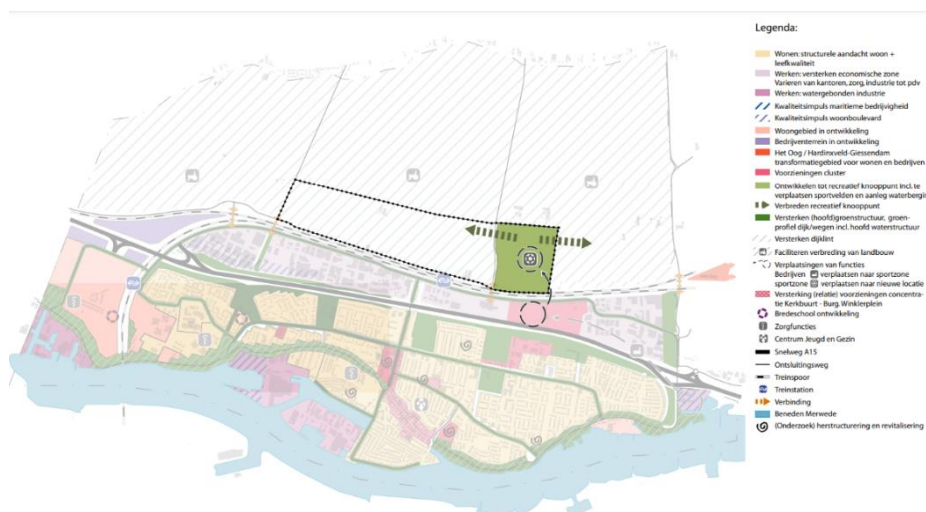 Legenda:
Wonen: structurele aandacht woon +
leefkwaliteit
Werken: versterken economische zone
Varieren van kantoren, zorg, industrie tot pdv
Werken: watergebonden industrie
Kwaliteitsimpuls maritieme bedrijvigheid
Kwaliteitsimpuls woonboulevard
Woongebied in ontwikkeling
Bedrijventerrein in ontwikkeling
Het Oog / Hardinxveld-Giessendam
transformatiegebied voor wonen en bedrijven
Voorzieningen cluster
Ontwikkelen tot recreatief knooppunt incl. te
verplaatsen sportvelden en aanleg waterbergin
Verbreden recreatief knooppunt
Versterken (hoofd)groenstructuur, groen-
profiel dijk/wegen incl. hoofd waterstructuur
Versterken dijklint
Faciliteren verbreding van landbouw
Verplaatsingen van functies
Bedrijven verplaatsen naar sportzone
sportzone verplaatsen naar nieuwe locatie
Versterking (relatie) voorzieningen concentra-
tie Kerkbuurt - Burg. Winklerplein
Bredeschool ontwikkeling
Zorgfuncties
Centrum Jeugd en Gezin
Snelweg A15
Ontsluitingsweg
Treinspoor
Treinstation
Verbinding
Beneden Merwede
(Onderzoek) herstructurering en revitalisering